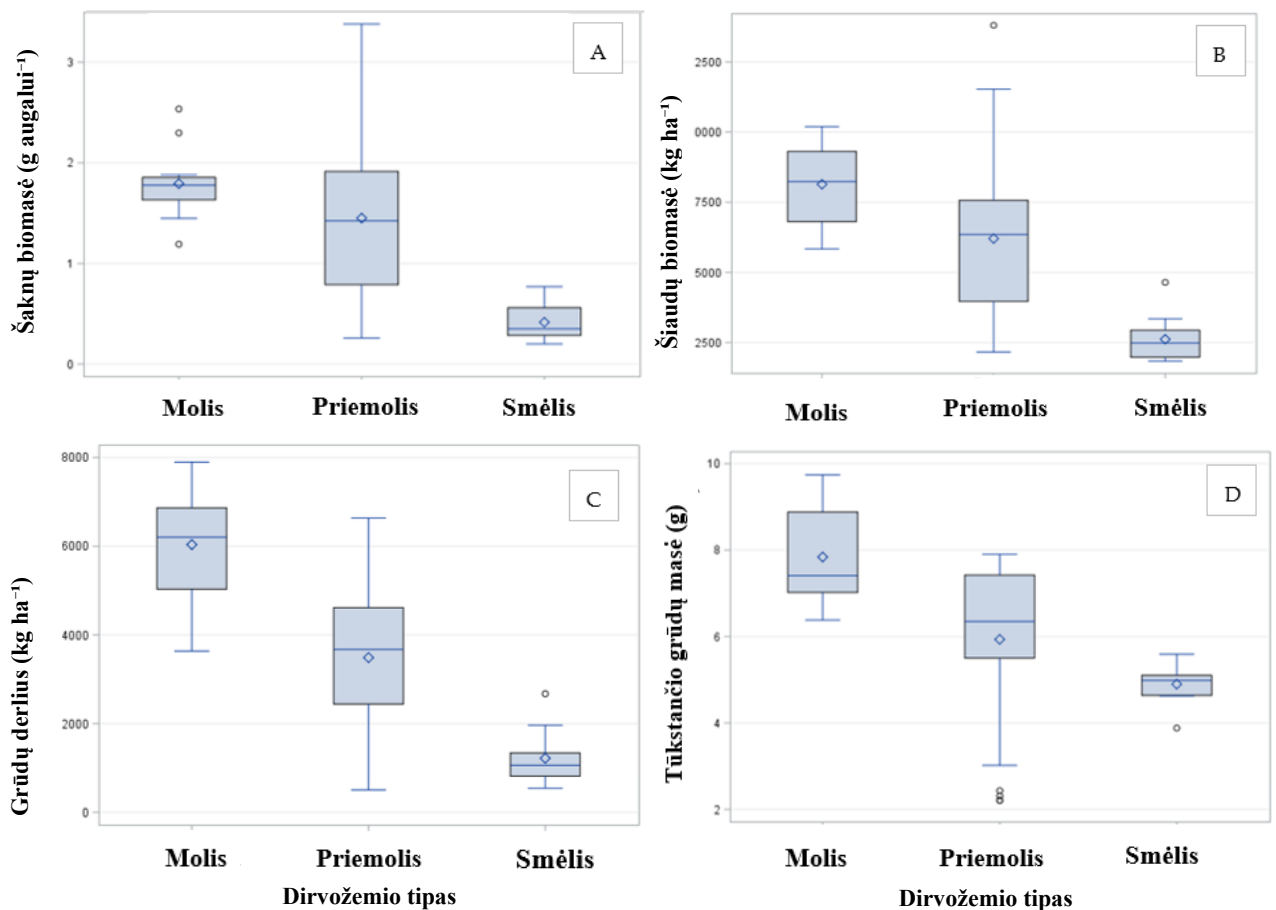 Šaknų biomasė (g augalui⁻¹)
3
2
1
0
A
Molis Priemolis Smėlis
Šiaudų biomasė (kg ha⁻¹)
2500
0000
7500
5000
2500
B
Molis Priemolis Smėlis
Grūdų derlius (kg ha⁻¹)
8000
6000
4000
2000
0
C
Molis Priemolis Smėlis
Dirvožemio tipas
Tūkstančio grūdų masė (g)
10
8
6
4
2
D
Molis Priemolis Smėlis
Dirvožemio tipas